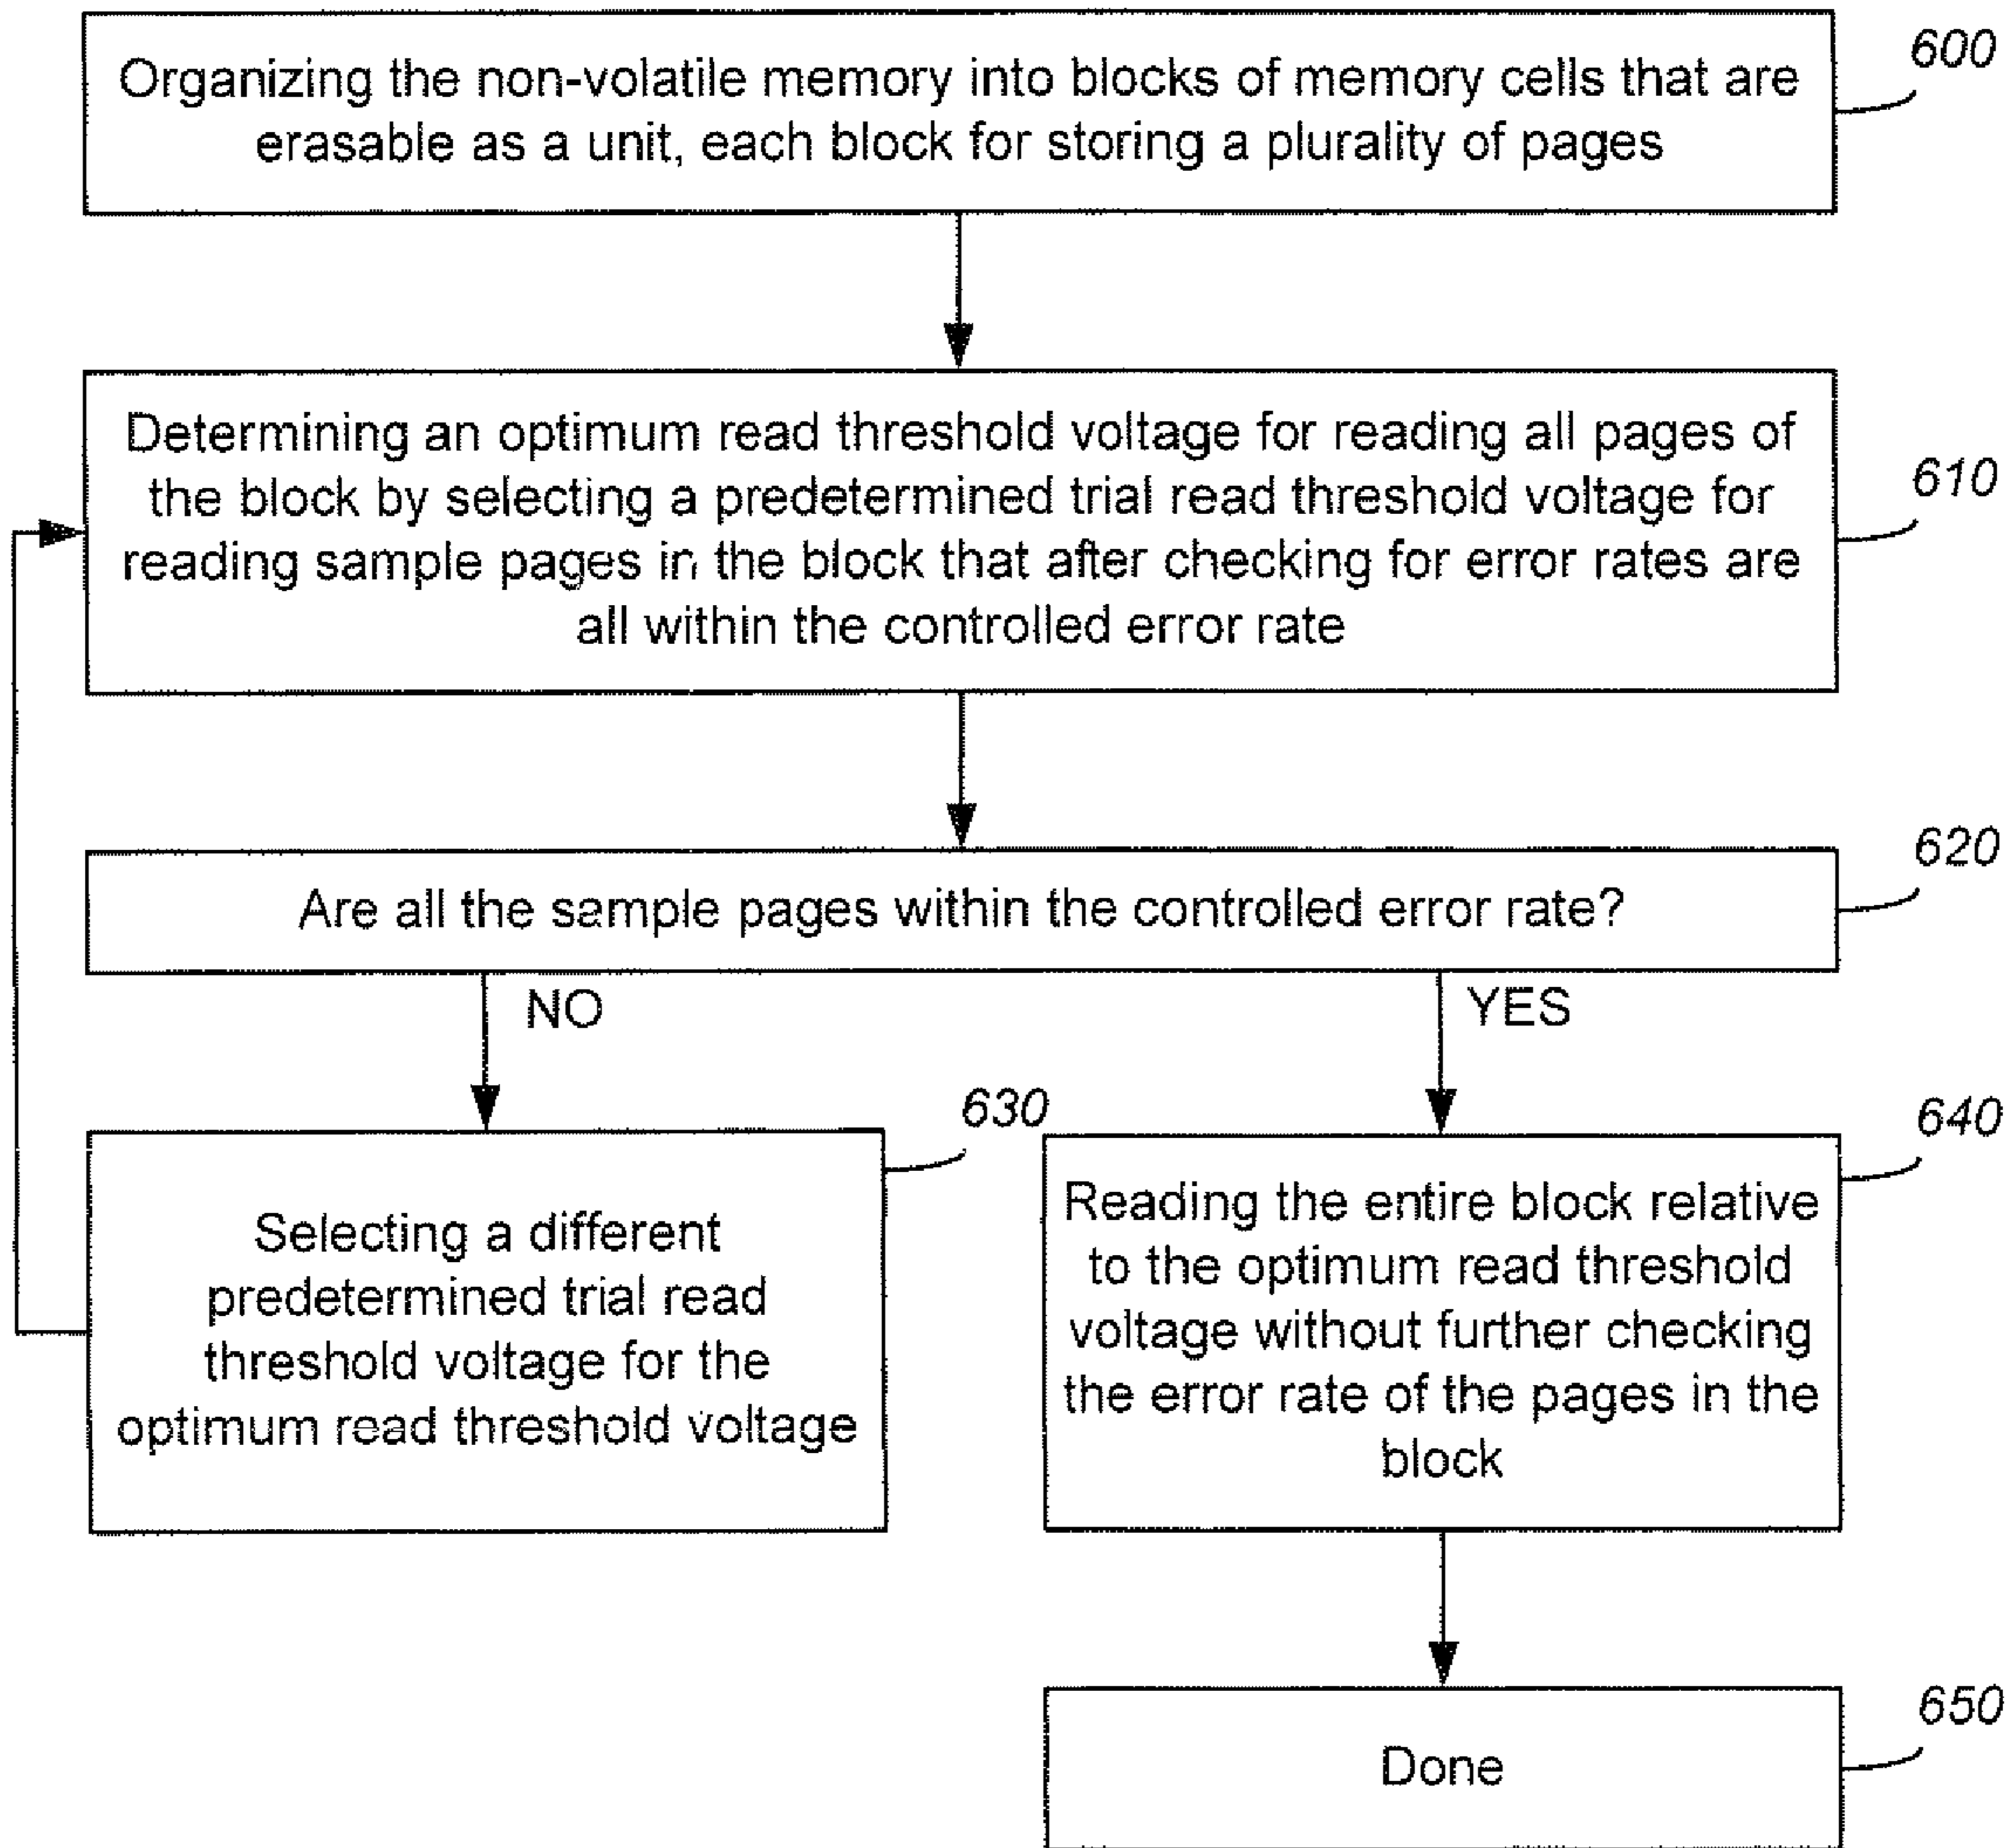 Organizing the non-volatile memory into blocks of memory cells that are
erasable as a unit, each block for storing a plurality of pages
600
Determining an optimum read threshold voltage for reading all pages of
the block by selecting a predetermined trial read threshold voltage for
reading sample pages in the block that after checking for error rates are
all within the controlled error rate
610
Are all the sample pages within the controlled error rate?
620
NO
YES
Selecting a different
predetermined trial read
threshold voltage for the
optimum read threshold voltage
630
Reading the entire block relative
to the optimum read threshold
voltage without further checking
the error rate of the pages in the
block
640
Done
650